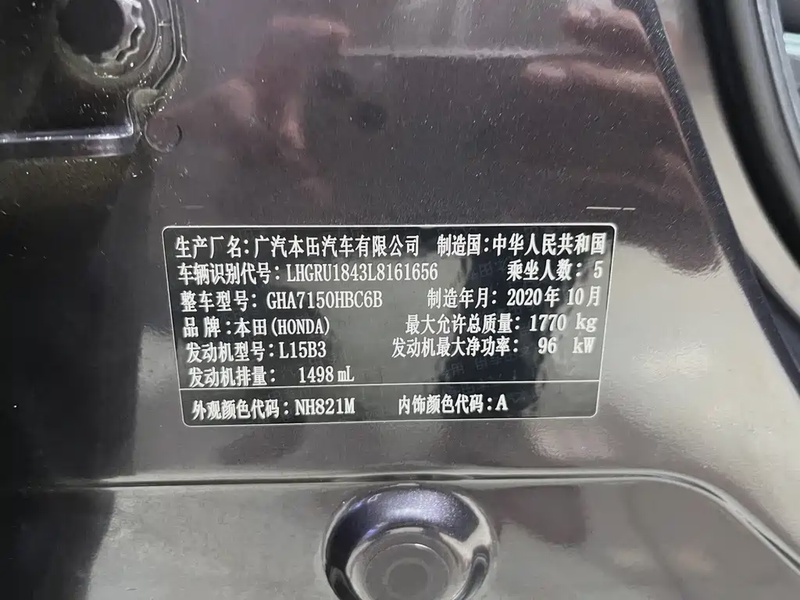 生产厂名:广汽本田汽车有限公司 制造国:中华人民共和国
车辆识别代号:LHGRU1843L8161656 乘坐人数:5
整车型号:GHA7150HBC6B 制造年月:2020年10月
品牌:本田(HONDA) 最大允许总质量:1770 kg
发动机型号:L15B3 发动机最大净功率:96 kW
发动机排量: 1498 mL
外观颜色代码:NH821M 内饰颜色代码:A